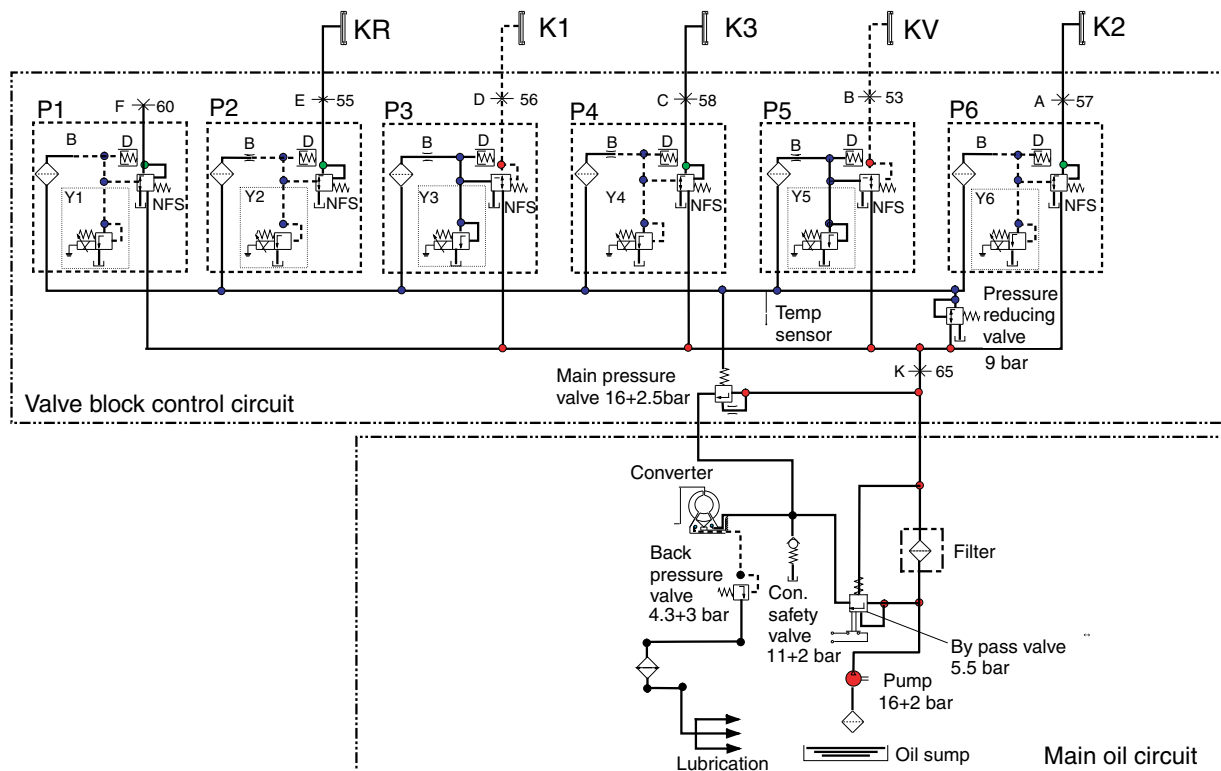 KR K1 K3 KV K2
P1 F 60 P2 E 55 P3 D 56 P4 C 58 P5 B 53 P6 A 57
B D B D B D B D B D B D
Y1 NFS Y2 NFS Y3 NFS Y4 NFS Y5 NFS Y6 NFS
Temp
sensor
Pressure
reducing
valve
9 bar
K 65
Main pressure
valve 16+2.5bar
Valve block control circuit
Converter
Back
pressure
valve
4.3+3 bar
Con.
safety
valve
11+2 bar
Filter
By pass valve
5.5 bar
Pump
16+2 bar
Lubrication
Oil sump
Main oil circuit